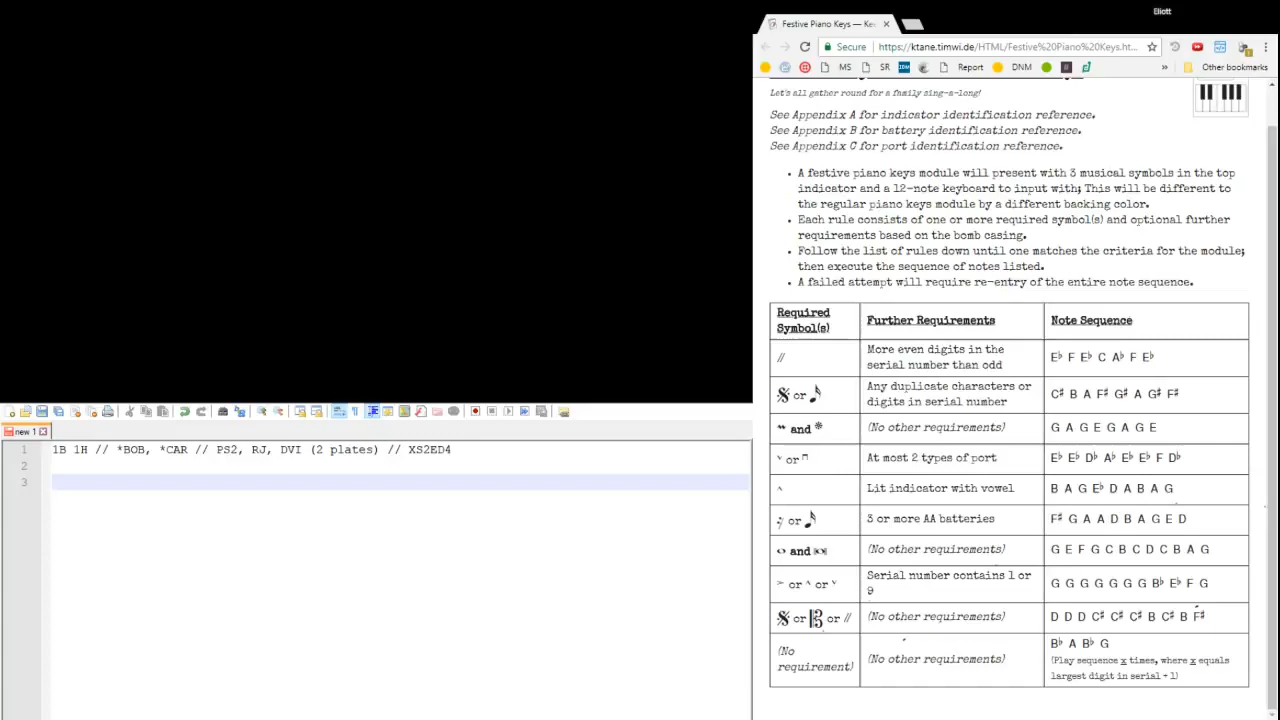 Eliott
Festive Piano Keys — Ke
Secure https://ktane.timwi.de/HTML/Festive%20Piano%20Keys.ht...
MS SR IDM Report DNM » Other bookmarks
Let's all gather round for a family sing-a-long!
See Appendix A for indicator identification reference.
See Appendix B for battery identification reference.
See Appendix C for port identification reference.
• A festive piano keys module will present with 3 musical symbols in the top
indicator and a 12-note keyboard to input with; This will be different to
the regular piano keys module by a different backing color.
• Each rule consists of one or more required symbol(s) and optional further
requirements based on the bomb casing.
• Follow the list of rules down until one matches the criteria for the module;
then execute the sequence of notes listed.
• A failed attempt will require re-entry of the entire note sequence.
Required Symbol(s) Further Requirements Note Sequence
// More even digits in the serial number than odd E♭ F E♭ C A♭ F E♭
or Any duplicate characters or digits in serial number C♯ B A F♯ G♯ A G♯ F♯
and (No other requirements) G A G E G A G E
or At most 2 types of port E♭ E♭ D♭ A♭ E♭ E♭ F D♭
Lit indicator with vowel B A G E♭ D A B A G
or 3 or more AA batteries F♯ G A A D B A G E D
and (No other requirements) G E F G C B C D C B A G
or or Serial number contains 1 or 9 G G G G G G G B♭ E♭ F G
or or // (No other requirements) D D D C♯ C♯ C♯ B C♯ B F♯
(No requirement) (No other requirements) B♭ A B♭ G
(Play sequence x times, where x equals
largest digit in serial + 1)
new 1
1 1B 1H // *BOB, *CAR // PS2, RJ, DVI (2 plates) // XS2ED4
2
3